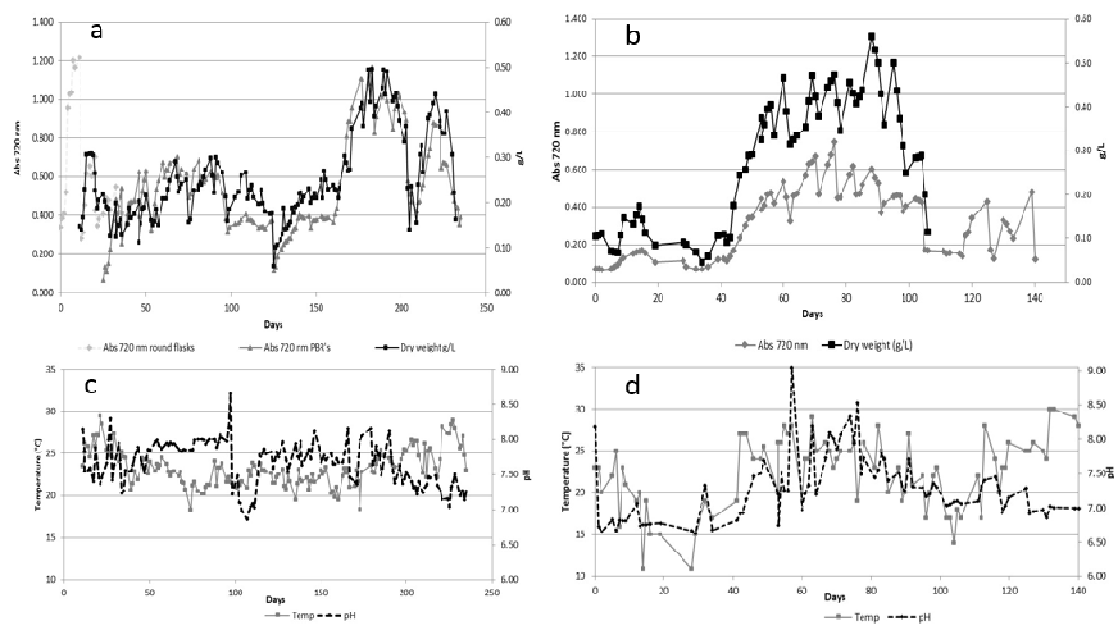 a
1.400
1.200
1.000
0.800
0.600
0.400
0.200
0.000
Abs 720 nm
0.60
0.50
0.40
0.30
0.20
0.10
0.00
g/L
0 50 100 150 200 250
Days
Abs 720 nm round flasks Abs 720 nm PBR's Dry weight g/L
b
1.400
1.200
1.000
0.800
0.600
0.400
0.200
0.000
Abs 720 nm
0.50
0.40
0.30
0.20
0.10
0.00
g/L
0 20 40 60 80 100 120 140
Days
Abs 720 nm Dry weight (g/L)
c
35
30
25
20
15
10
Temperature (°C)
9.00
8.50
8.00
7.50
7.00
6.50
6.00
pH
0 50 100 150 200 250
Days
Temp pH
d
35
30
25
20
15
10
Temperature (°C)
9.00
8.50
8.00
7.50
7.00
6.50
6.00
pH
0 20 40 60 80 100 120 140
Days
Temp pH